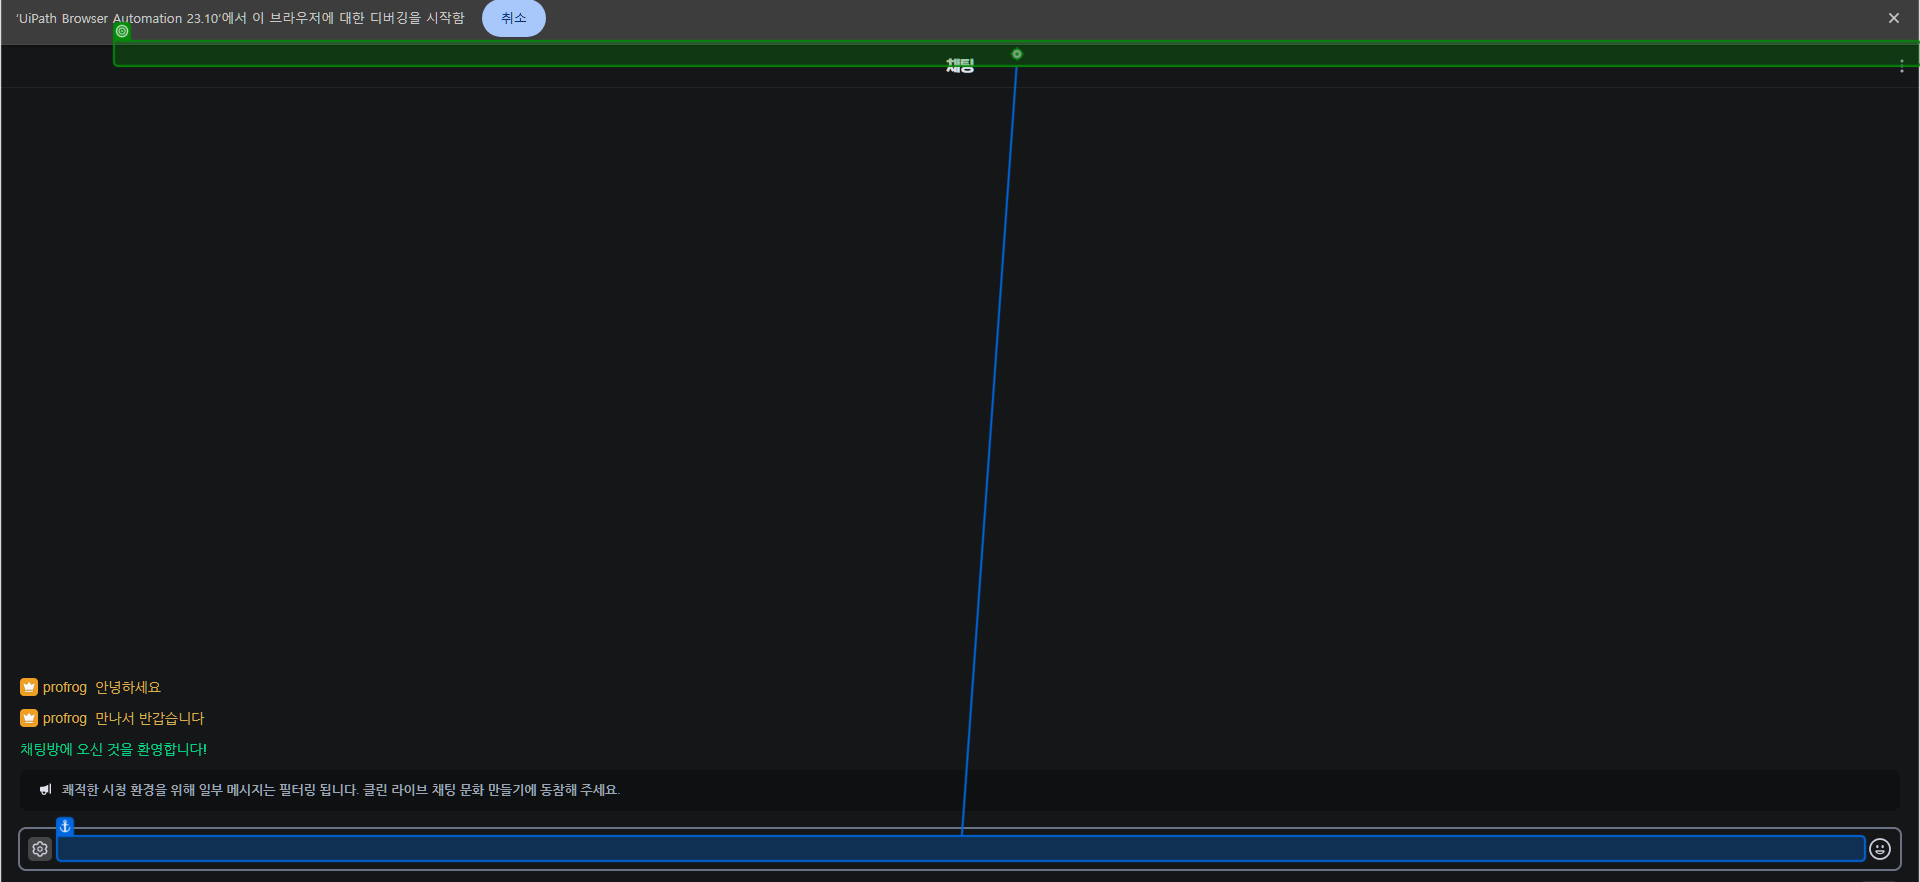 'UiPath Browser Automation 23.10'에서 이 브라우저에 대한 디버깅을 시작함 취소
채팅
profrog 안녕하세요
profrog 만나서 반갑습니다
채팅방에 오신 것을 환영합니다!
쾌적한 시청 환경을 위해 일부 메시지는 필터링 됩니다. 클린 라이브 채팅 문화 만들기에 동참해 주세요.